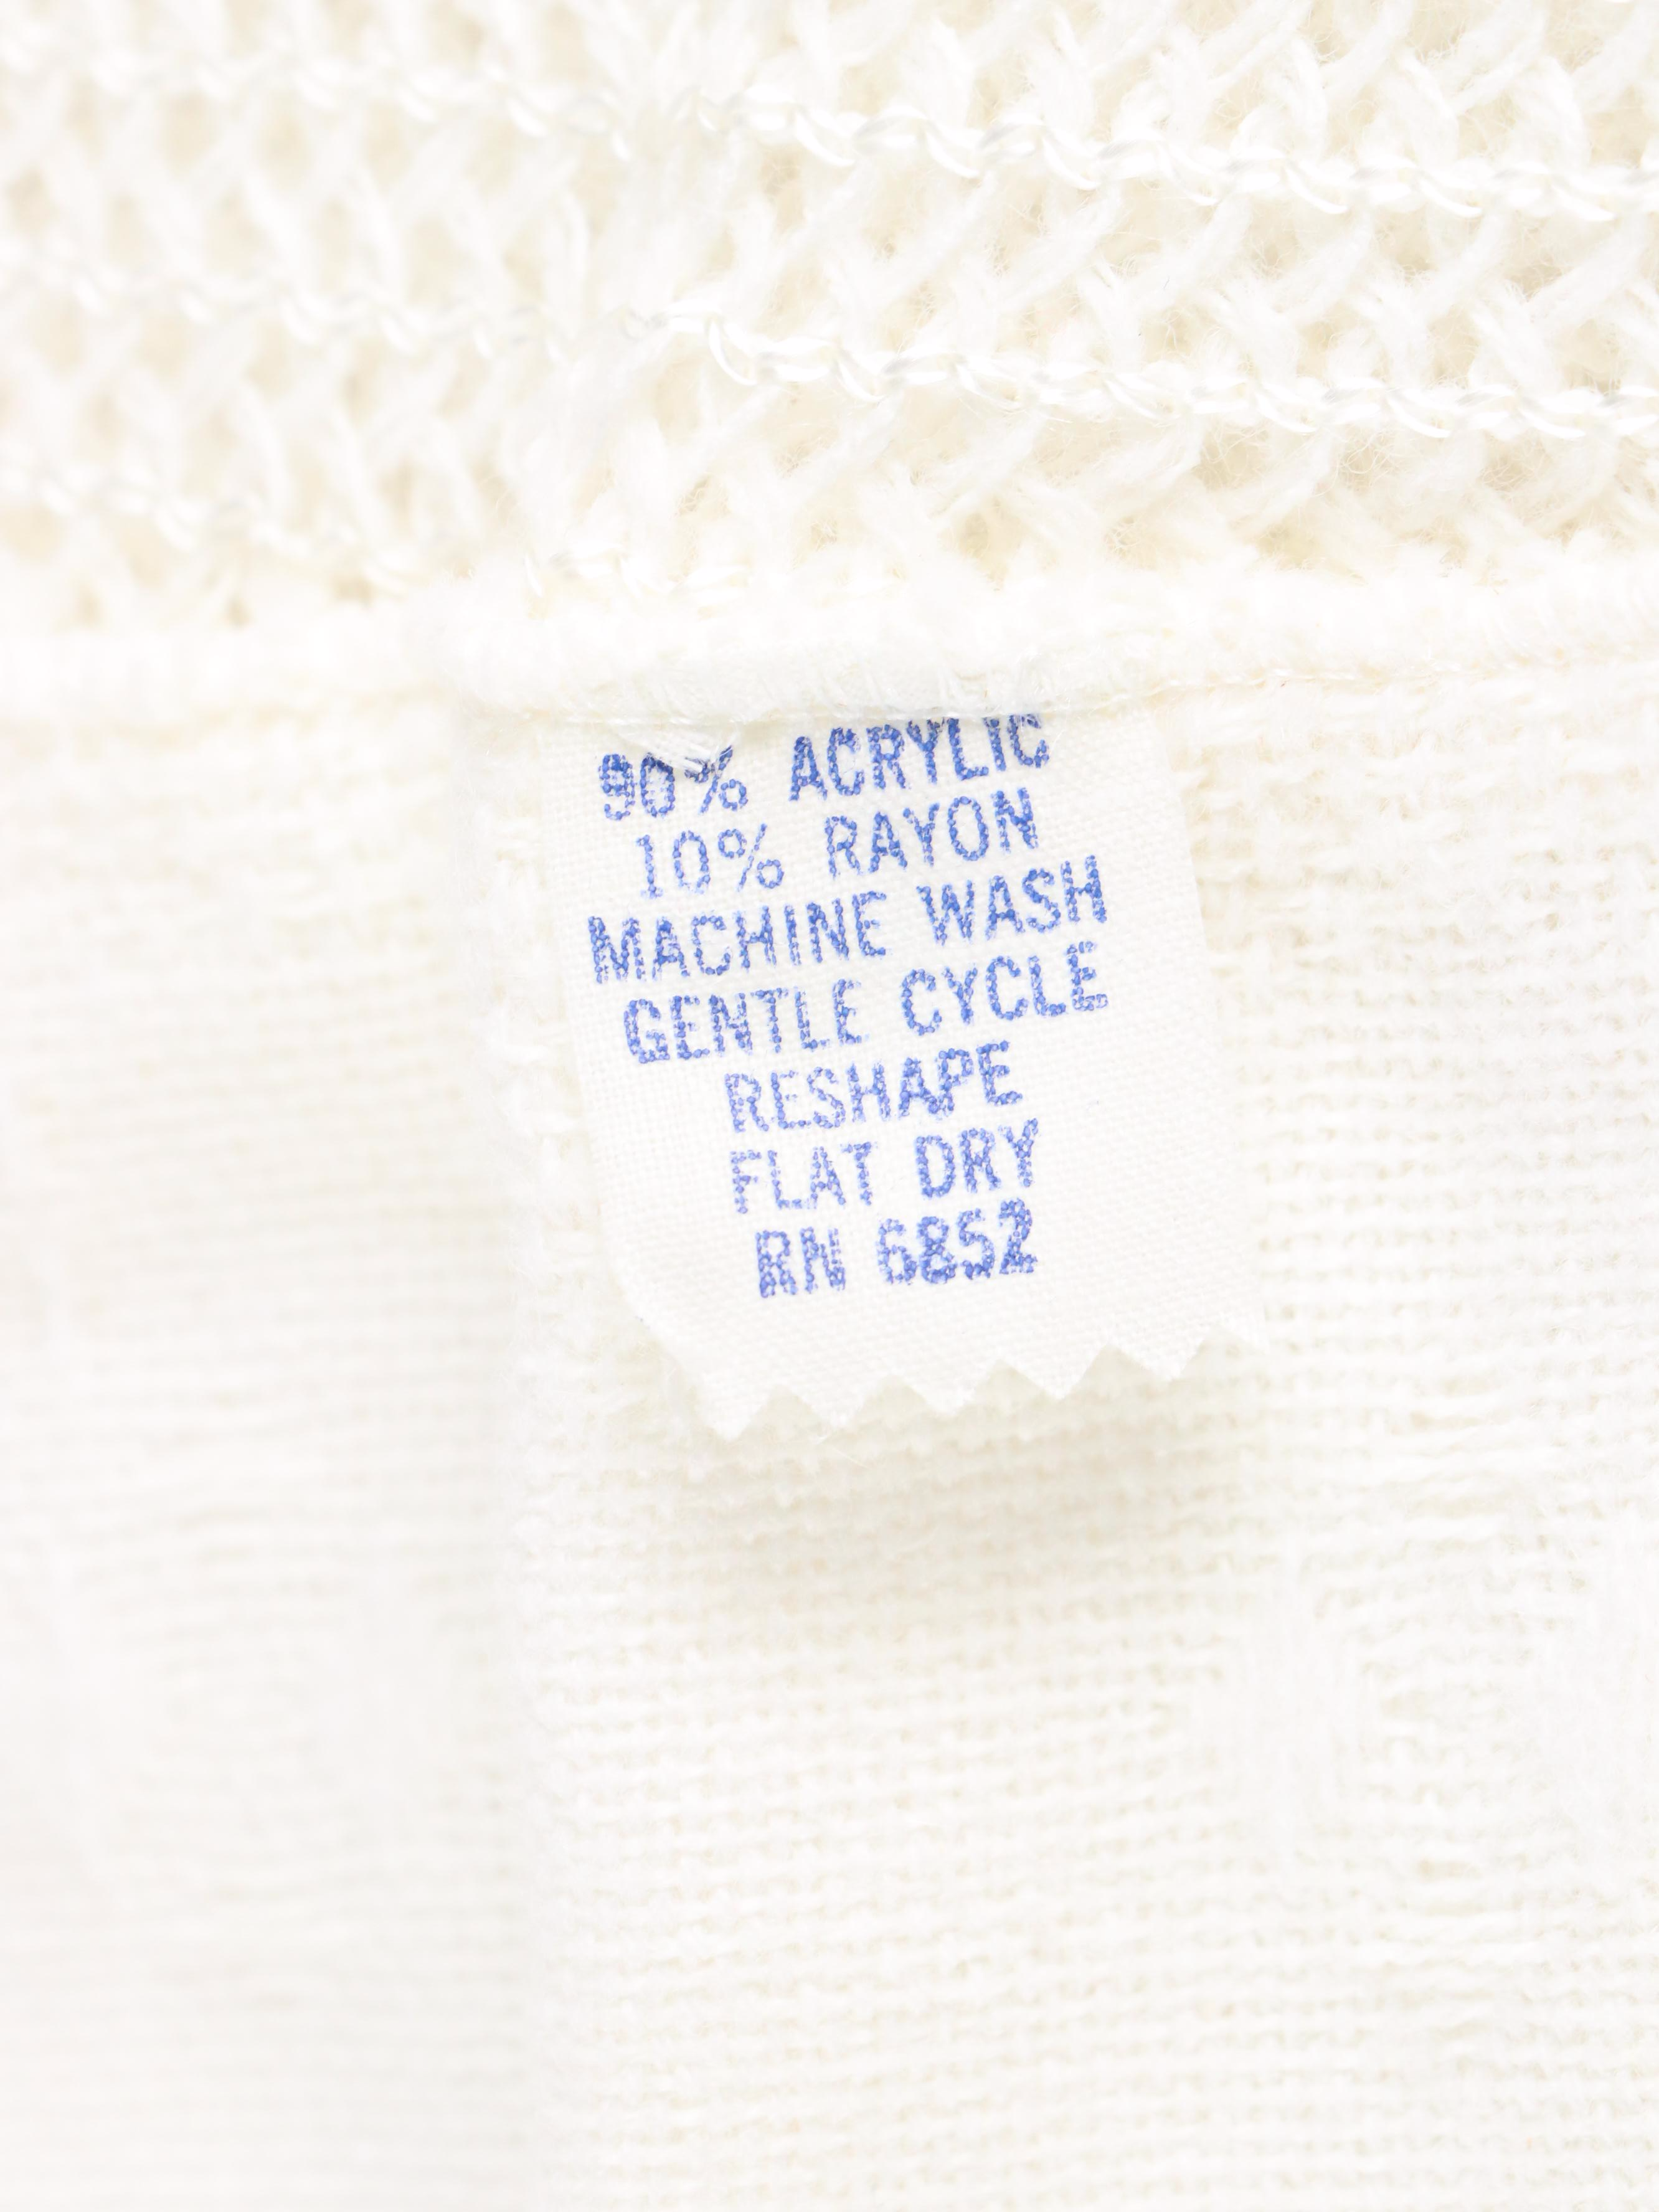 90% ACRYLIC
10% RAYON
MACHINE WASH
GENTLE CYCLE
RESHAPE
FLAT DRY
RN 6852